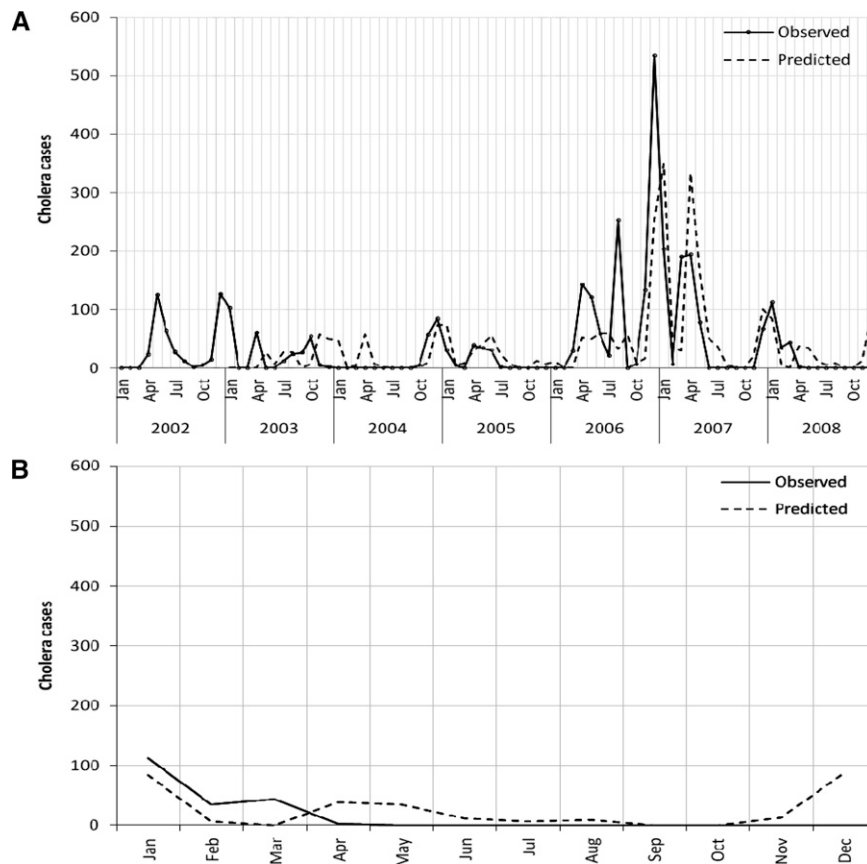 A
600
Observed
Predicted
500
400
300
200
100
0
Cholera cases
Jan Apr Jul Oct Jan Apr Jul Oct Jan Apr Jul Oct Jan Apr Jul Oct Jan Apr Jul Oct Jan Apr Jul Oct Jan Apr Jul Oct
2002 2003 2004 2005 2006 2007 2008
B
600
Observed
Predicted
500
400
300
200
100
0
Cholera cases
Jan Feb Mar Apr May Jun Jul Aug Sep Oct Nov Dec